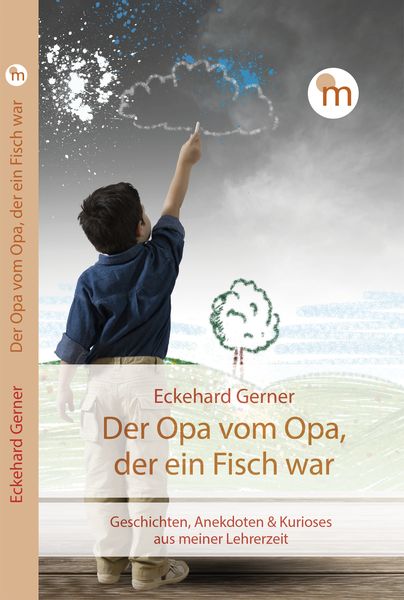 m
Der Opa vom Opa, der ein Fisch war
Eckehard Gerner
m
Eckehard Gerner
Der Opa vom Opa,
der ein Fisch war
Geschichten, Anekdoten & Kurioses
aus meiner Lehrerzeit